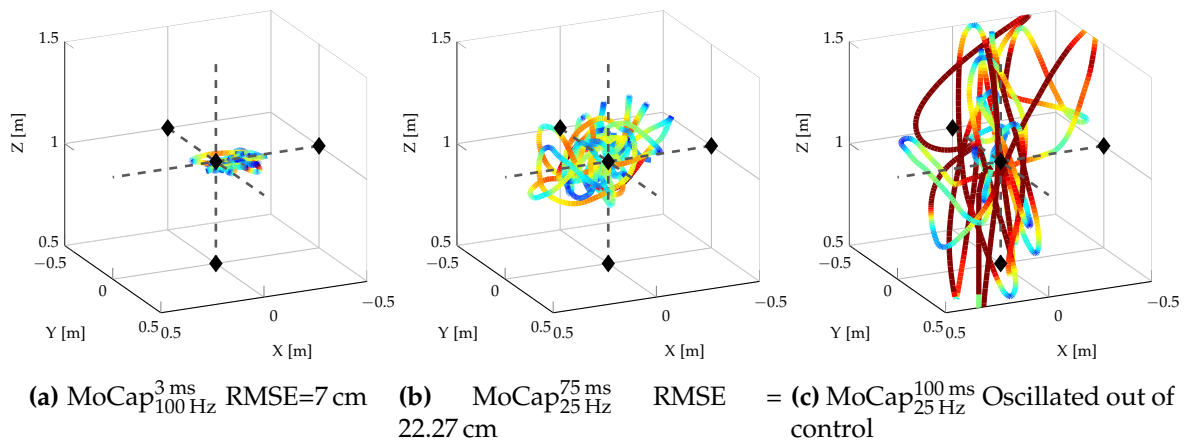 1.5
1
0.5
Z [m]
−0.5
0
0.5
Y [m]
0.5
0
−0.5
X [m]
1.5
1
0.5
Z [m]
−0.5
0
0.5
Y [m]
0.5
0
−0.5
X [m]
1.5
1
0.5
Z [m]
−0.5
0
0.5
Y [m]
0.5
0
−0.5
X [m]
(a) MoCap³ ᵐˢ₁₀₀ Hz RMSE=7 cm
(b) MoCap⁷⁵ ᵐˢ₂₅ Hz RMSE =
22.27 cm
(c) MoCap¹⁰⁰ ᵐˢ₂₅ Hz Oscillated out of
control